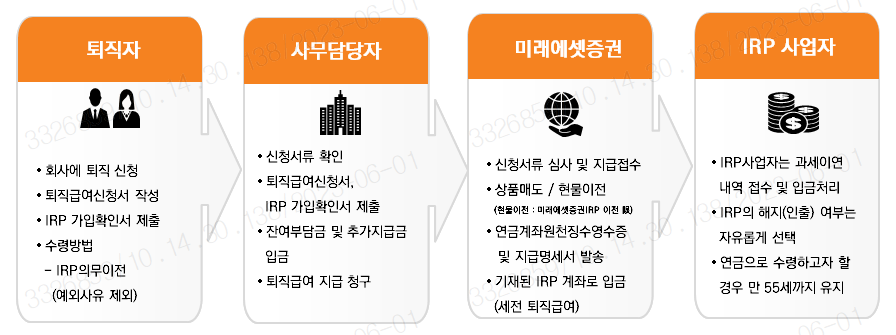 퇴직자
• 회사에 퇴직 신청
• 퇴직급여신청서 작성
• IRP 가입확인서 제출
• 수령방법
– IRP의무이전
(예외사유 제외)
사무담당자
• 신청서류 확인
• 퇴직급여신청서,
IRP 가입확인서 제출
• 잔여부담금 및 추가지급금
입금
• 퇴직급여 지급 청구
미래에셋증권
• 신청서류 심사 및 지급접수
• 상품매도 / 현물이전
(현물이전 : 미래에셋증권IRP 이전 限)
• 연금계좌원천징수영수증
및 지급명세서 발송
• 기재된 IRP 계좌로 입금
(세전 퇴직급여)
IRP 사업자
• IRP사업자는 과세이연
내역 접수 및 입금처리
• IRP의 해지(인출) 여부는
자유롭게 선택
• 연금으로 수령하고자 할
경우 만 55세까지 유지